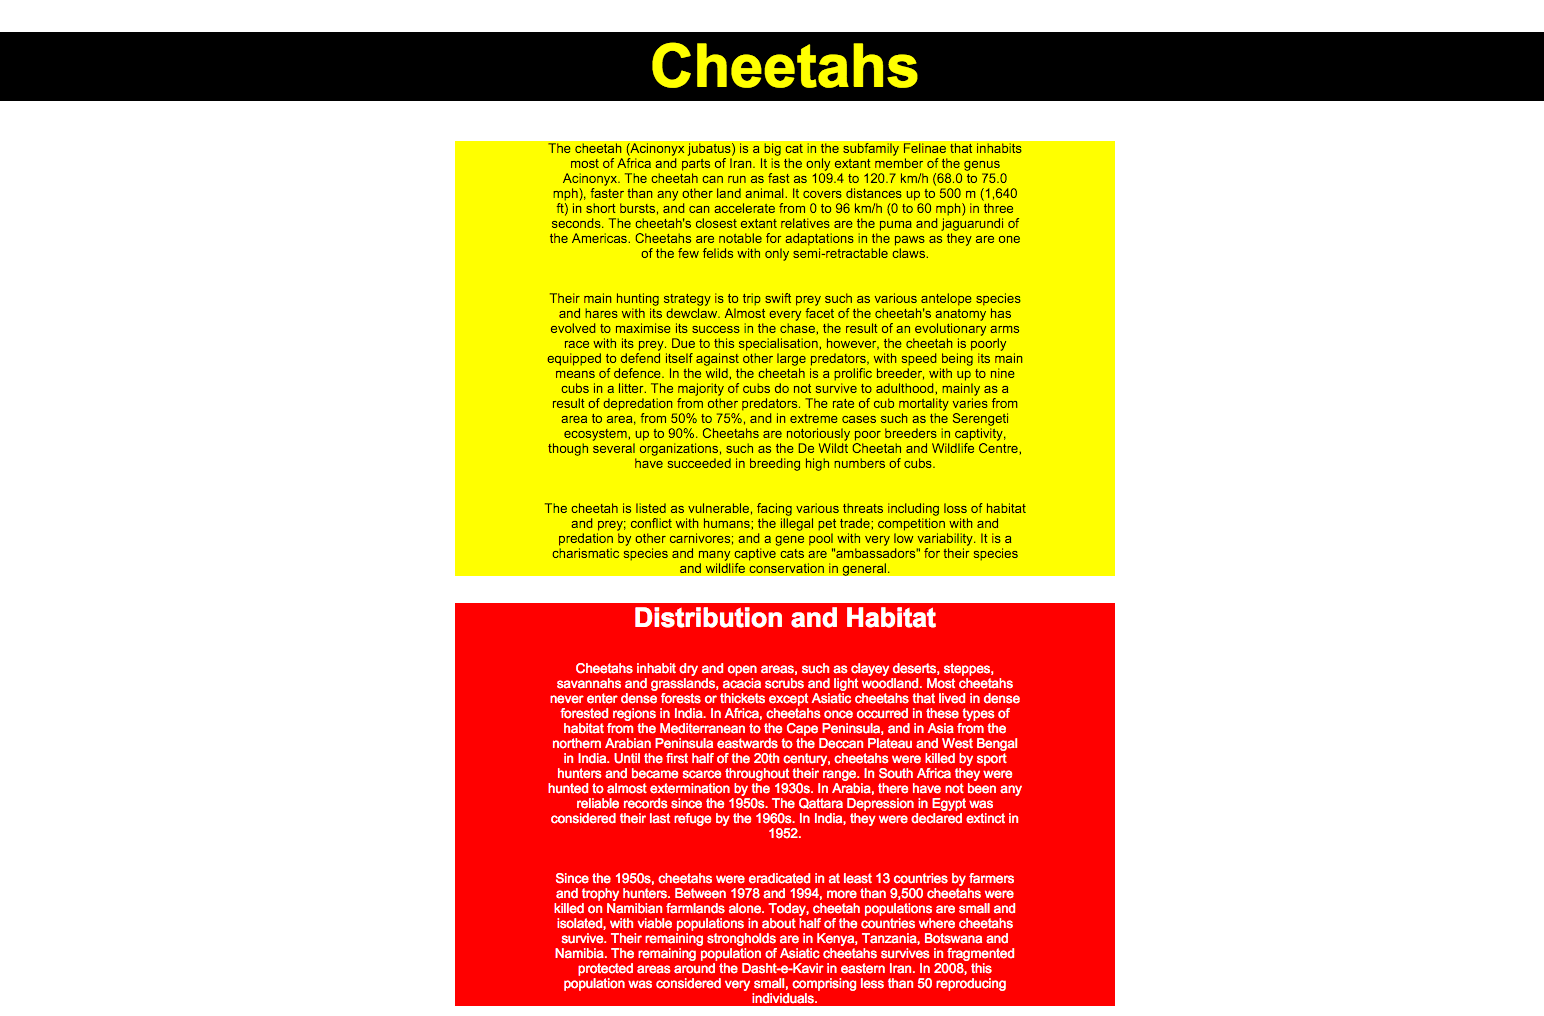 Cheetahs
The cheetah (Acinonyx jubatus) is a big cat in the subfamily Felinae that inhabits
most of Africa and parts of Iran. It is the only extant member of the genus
Acinonyx. The cheetah can run as fast as 109.4 to 120.7 km/h (68.0 to 75.0
mph), faster than any other land animal. It covers distances up to 500 m (1,640
ft) in short bursts, and can accelerate from 0 to 96 km/h (0 to 60 mph) in three
seconds. The cheetah's closest extant relatives are the puma and jaguarundi of
the Americas. Cheetahs are notable for adaptations in the paws as they are one
of the few felids with only semi-retractable claws.
Their main hunting strategy is to trip swift prey such as various antelope species
and hares with its dewclaw. Almost every facet of the cheetah's anatomy has
evolved to maximise its success in the chase, the result of an evolutionary arms
race with its prey. Due to this specialisation, however, the cheetah is poorly
equipped to defend itself against other large predators, with speed being its main
means of defence. In the wild, the cheetah is a prolific breeder, with up to nine
cubs in a litter. The majority of cubs do not survive to adulthood, mainly as a
result of depredation from other predators. The rate of cub mortality varies from
area to area, from 50% to 75%, and in extreme cases such as the Serengeti
ecosystem, up to 90%. Cheetahs are notoriously poor breeders in captivity,
though several organizations, such as the De Wildt Cheetah and Wildlife Centre,
have succeeded in breeding high numbers of cubs.
The cheetah is listed as vulnerable, facing various threats including loss of habitat
and prey; conflict with humans; the illegal pet trade; competition with and
predation by other carnivores; and a gene pool with very low variability. It is a
charismatic species and many captive cats are "ambassadors" for their species
and wildlife conservation in general.
Distribution and Habitat
Cheetahs inhabit dry and open areas, such as clayey deserts, steppes,
savannahs and grasslands, acacia scrubs and light woodland. Most cheetahs
never enter dense forests or thickets except Asiatic cheetahs that lived in dense
forested regions in India. In Africa, cheetahs once occurred in these types of
habitat from the Mediterranean to the Cape Peninsula, and in Asia from the
northern Arabian Peninsula eastwards to the Deccan Plateau and West Bengal
in India. Until the first half of the 20th century, cheetahs were killed by sport
hunters and became scarce throughout their range. In South Africa they were
hunted to almost extermination by the 1930s. In Arabia, there have not been any
reliable records since the 1950s. The Qattara Depression in Egypt was
considered their last refuge by the 1960s. In India, they were declared extinct in
1952.
Since the 1950s, cheetahs were eradicated in at least 13 countries by farmers
and trophy hunters. Between 1978 and 1994, more than 9,500 cheetahs were
killed on Namibian farmlands alone. Today, cheetah populations are small and
isolated, with viable populations in about half of the countries where cheetahs
survive. Their remaining strongholds are in Kenya, Tanzania, Botswana and
Namibia. The remaining population of Asiatic cheetahs survives in fragmented
protected areas around the Dasht-e-Kavir in eastern Iran. In 2008, this
population was considered very small, comprising less than 50 reproducing
individuals.